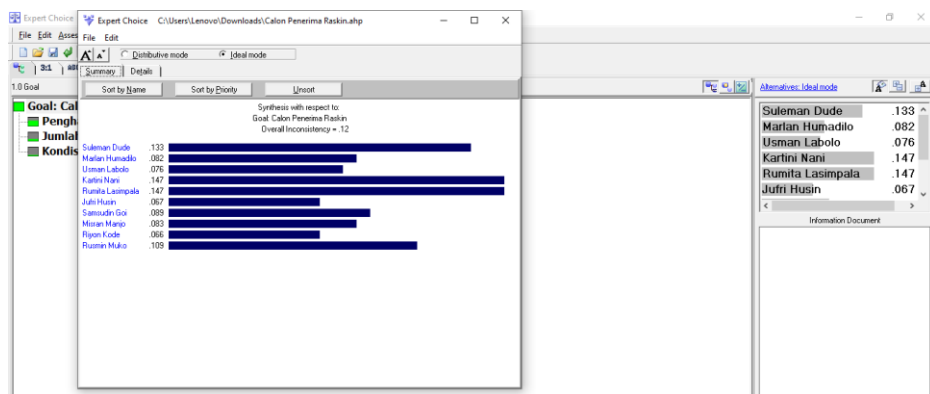 Expert Choice
File Edit Asses
3:1
1.0 Goal
Goal: Cal
Pengh
Jumlal
Kondis
Expert Choice C:\Users\Lenovo\Downloads\Calon Penerima Raskin.ahp
File Edit
Distributive mode Ideal mode
Summary Details
Sort by Name Sort by Priority Unsort
Synthesis with respect to:
Goal: Calon Penerima Raskin
Overall Inconsistency = .12
Suleman Dude .133
Marlan Humadilo .082
Usman Labolo .076
Kartini Nani .147
Rumita Lasimpala .147
Jufri Husin .067
Samsudin Goi .089
Misran Manjo .083
Riyon Kode .066
Rusmin Muko .109
Alternatives: Ideal mode
Suleman Dude .133
Marlan Humadilo .082
Usman Labolo .076
Kartini Nani .147
Rumita Lasimpala .147
Jufri Husin .067
Information Document